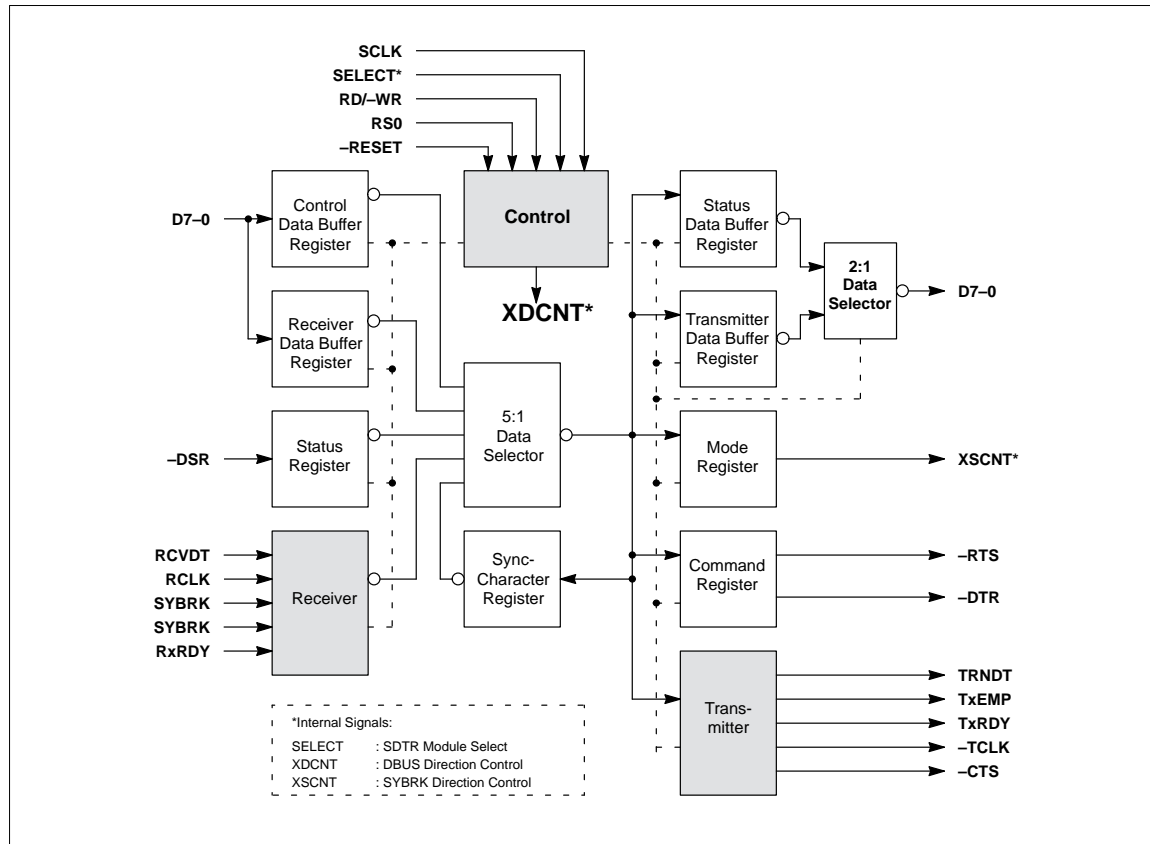 SCLK
SELECT*
RD/–WR
RS0
–RESET
D7–0
Control
Data Buffer
Register
Control
XDCNT*
Status
Data Buffer
Register
2:1
Data
Selector
D7–0
Receiver
Data Buffer
Register
Transmitter
Data Buffer
Register
–DSR
Status
Register
5:1
Data
Selector
Mode
Register
XSCNT*
RCVDT
RCLK
SYBRK
SYBRK
RxRDY
Receiver
Sync-
Character
Register
Command
Register
–RTS
–DTR
Trans-
mitter
TRNDT
TxEMP
TxRDY
–TCLK
–CTS
*Internal Signals:
SELECT : SDTR Module Select
XDCNT : DBUS Direction Control
XSCNT : SYBRK Direction Control